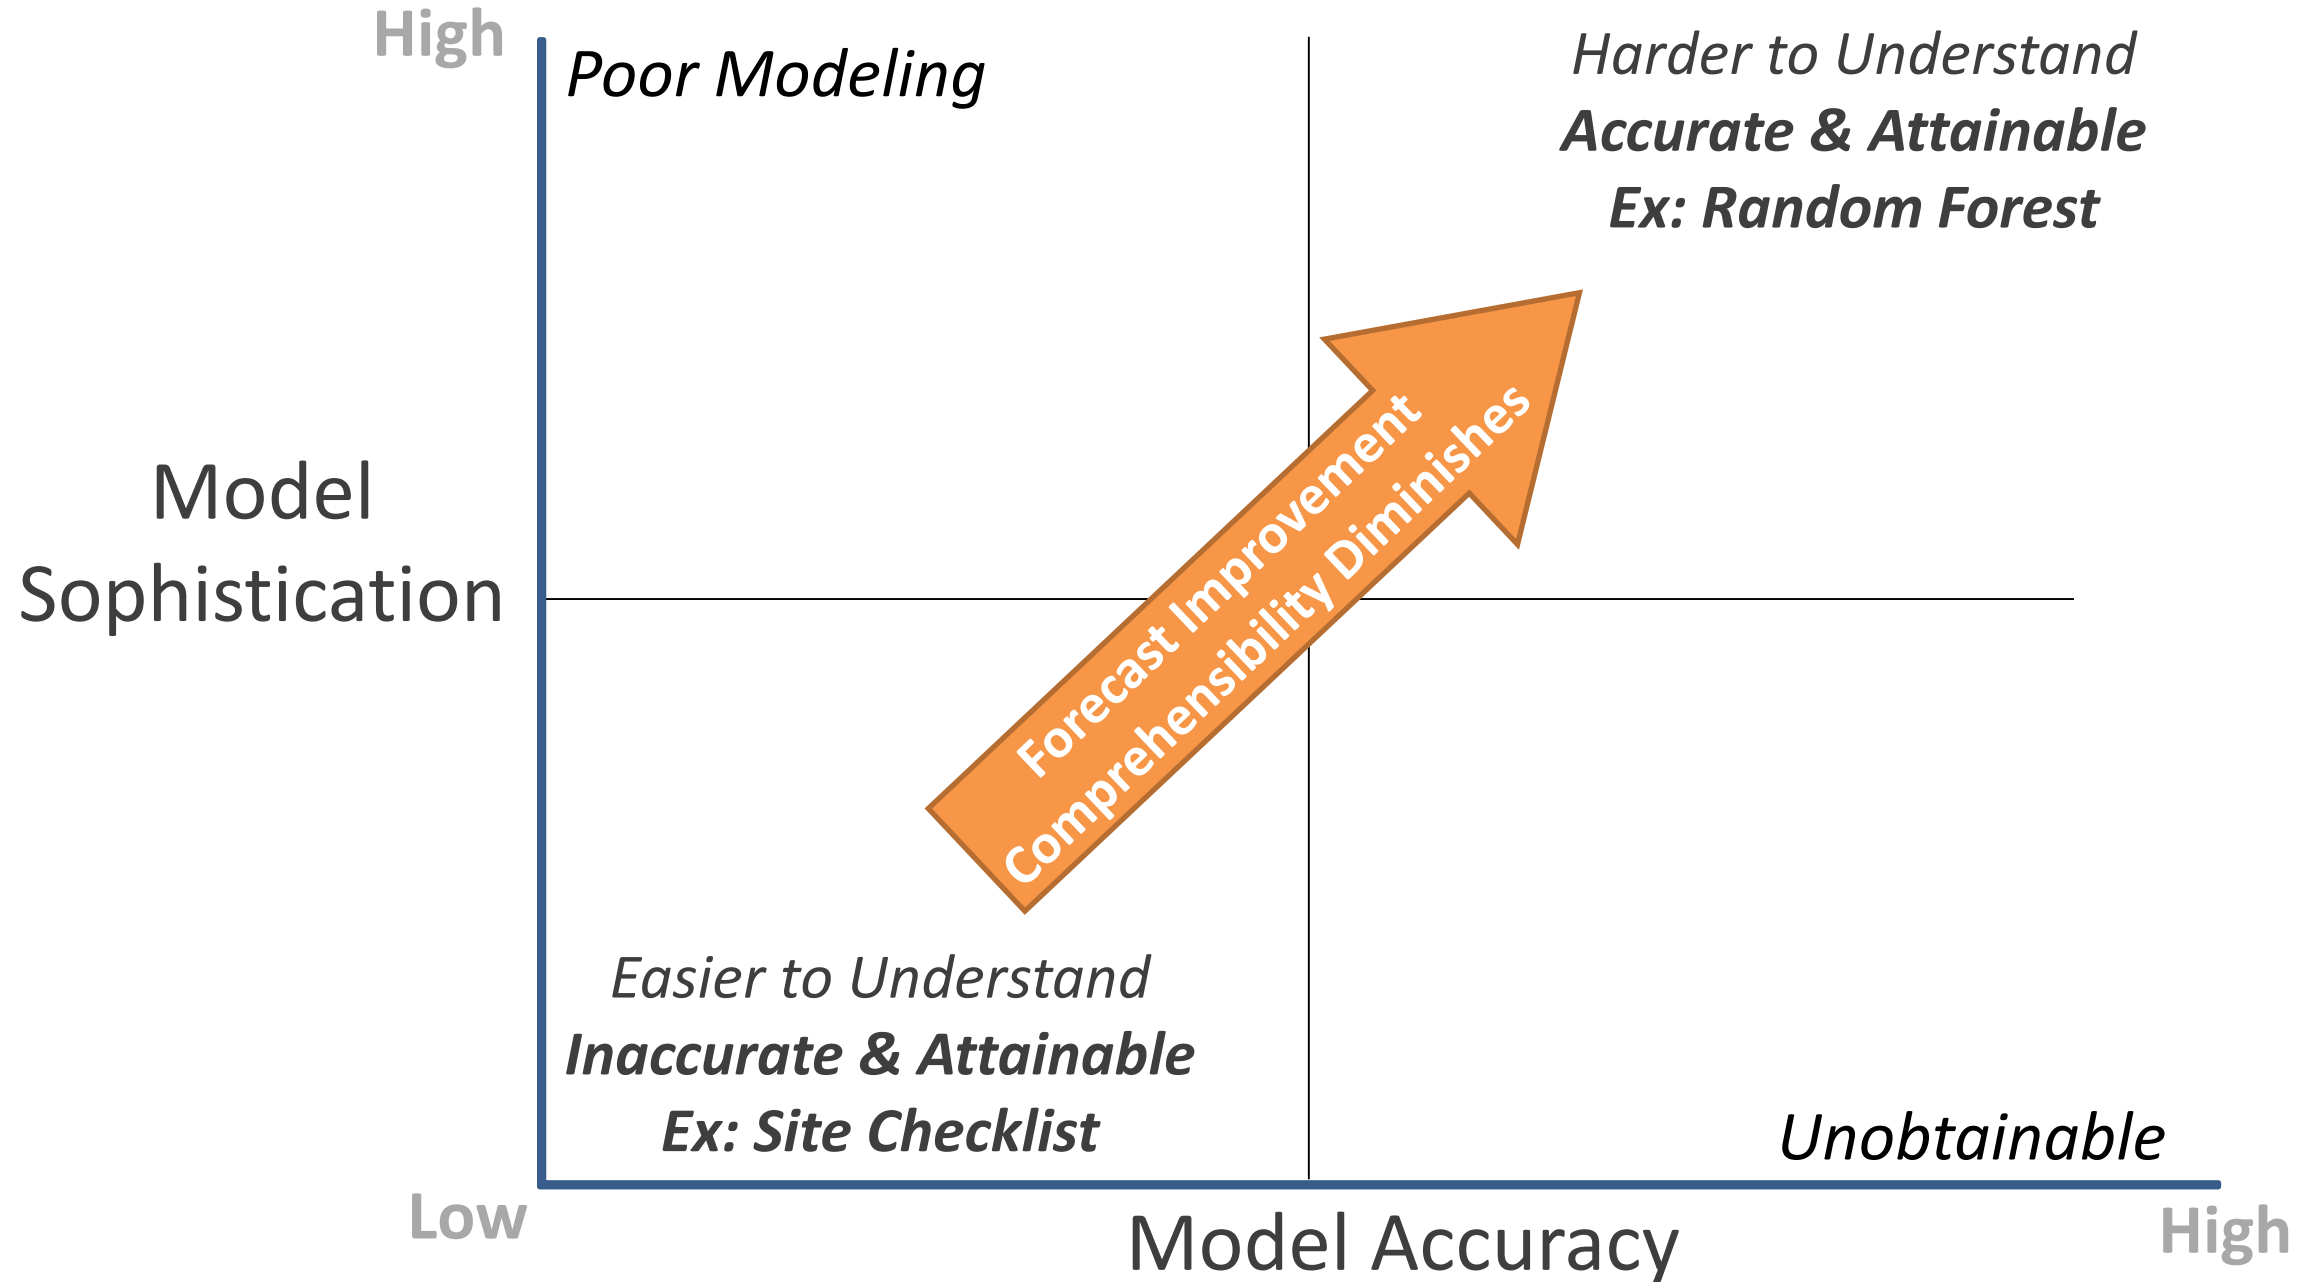 High
Poor Modeling
Harder to Understand
Accurate & Attainable
Ex: Random Forest
Model
Sophistication
Forecast Improvement
Comprehensibility Diminishes
Easier to Understand
Inaccurate & Attainable
Ex: Site Checklist
Unobtainable
Low
Model Accuracy
High